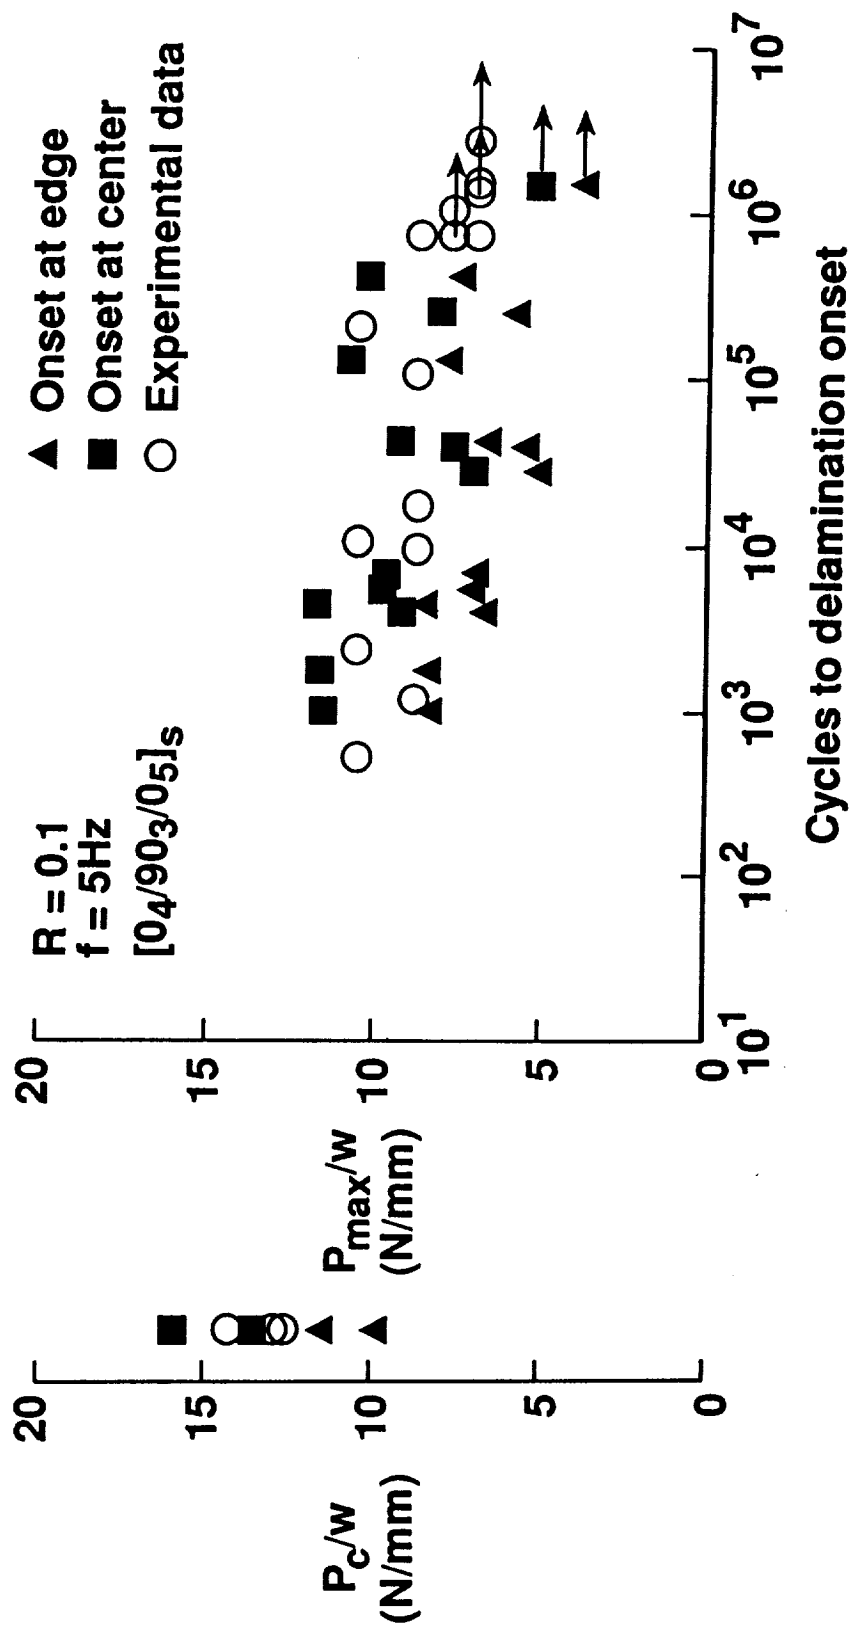 R = 0.1
f = 5Hz
[0₄/90₃/0₅]ₛ
▲ Onset at edge
■ Onset at center
○ Experimental data
20
15
10
5
0
P_c/w
(N/mm)
20
15
10
5
0
P_max/w
(N/mm)
10¹
10²
10³
10⁴
10⁵
10⁶
10⁷
Cycles to delamination onset